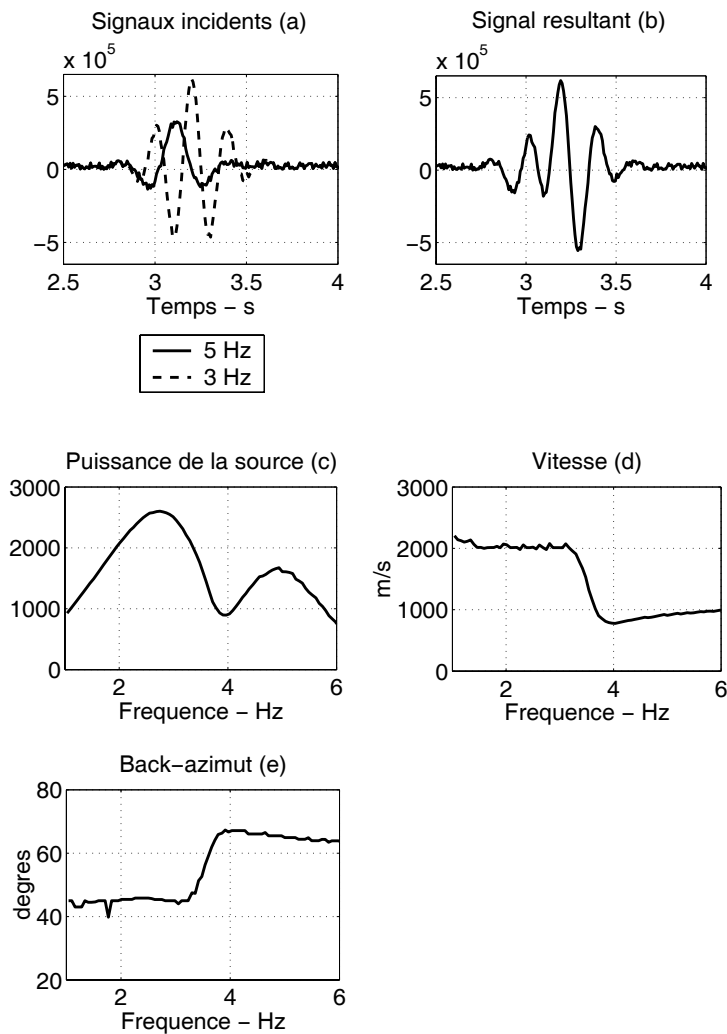 Signaux incidents (a)
x 10^5
5
0
−5
2.5 3 3.5 4
Temps − s
5 Hz
3 Hz
Signal resultant (b)
x 10^5
5
0
−5
2.5 3 3.5 4
Temps − s
Puissance de la source (c)
3000
2000
1000
0
2 4 6
Frequence − Hz
Vitesse (d)
m/s
3000
2000
1000
0
2 4 6
Frequence − Hz
Back−azimut (e)
degres
80
60
40
20
2 4 6
Frequence − Hz